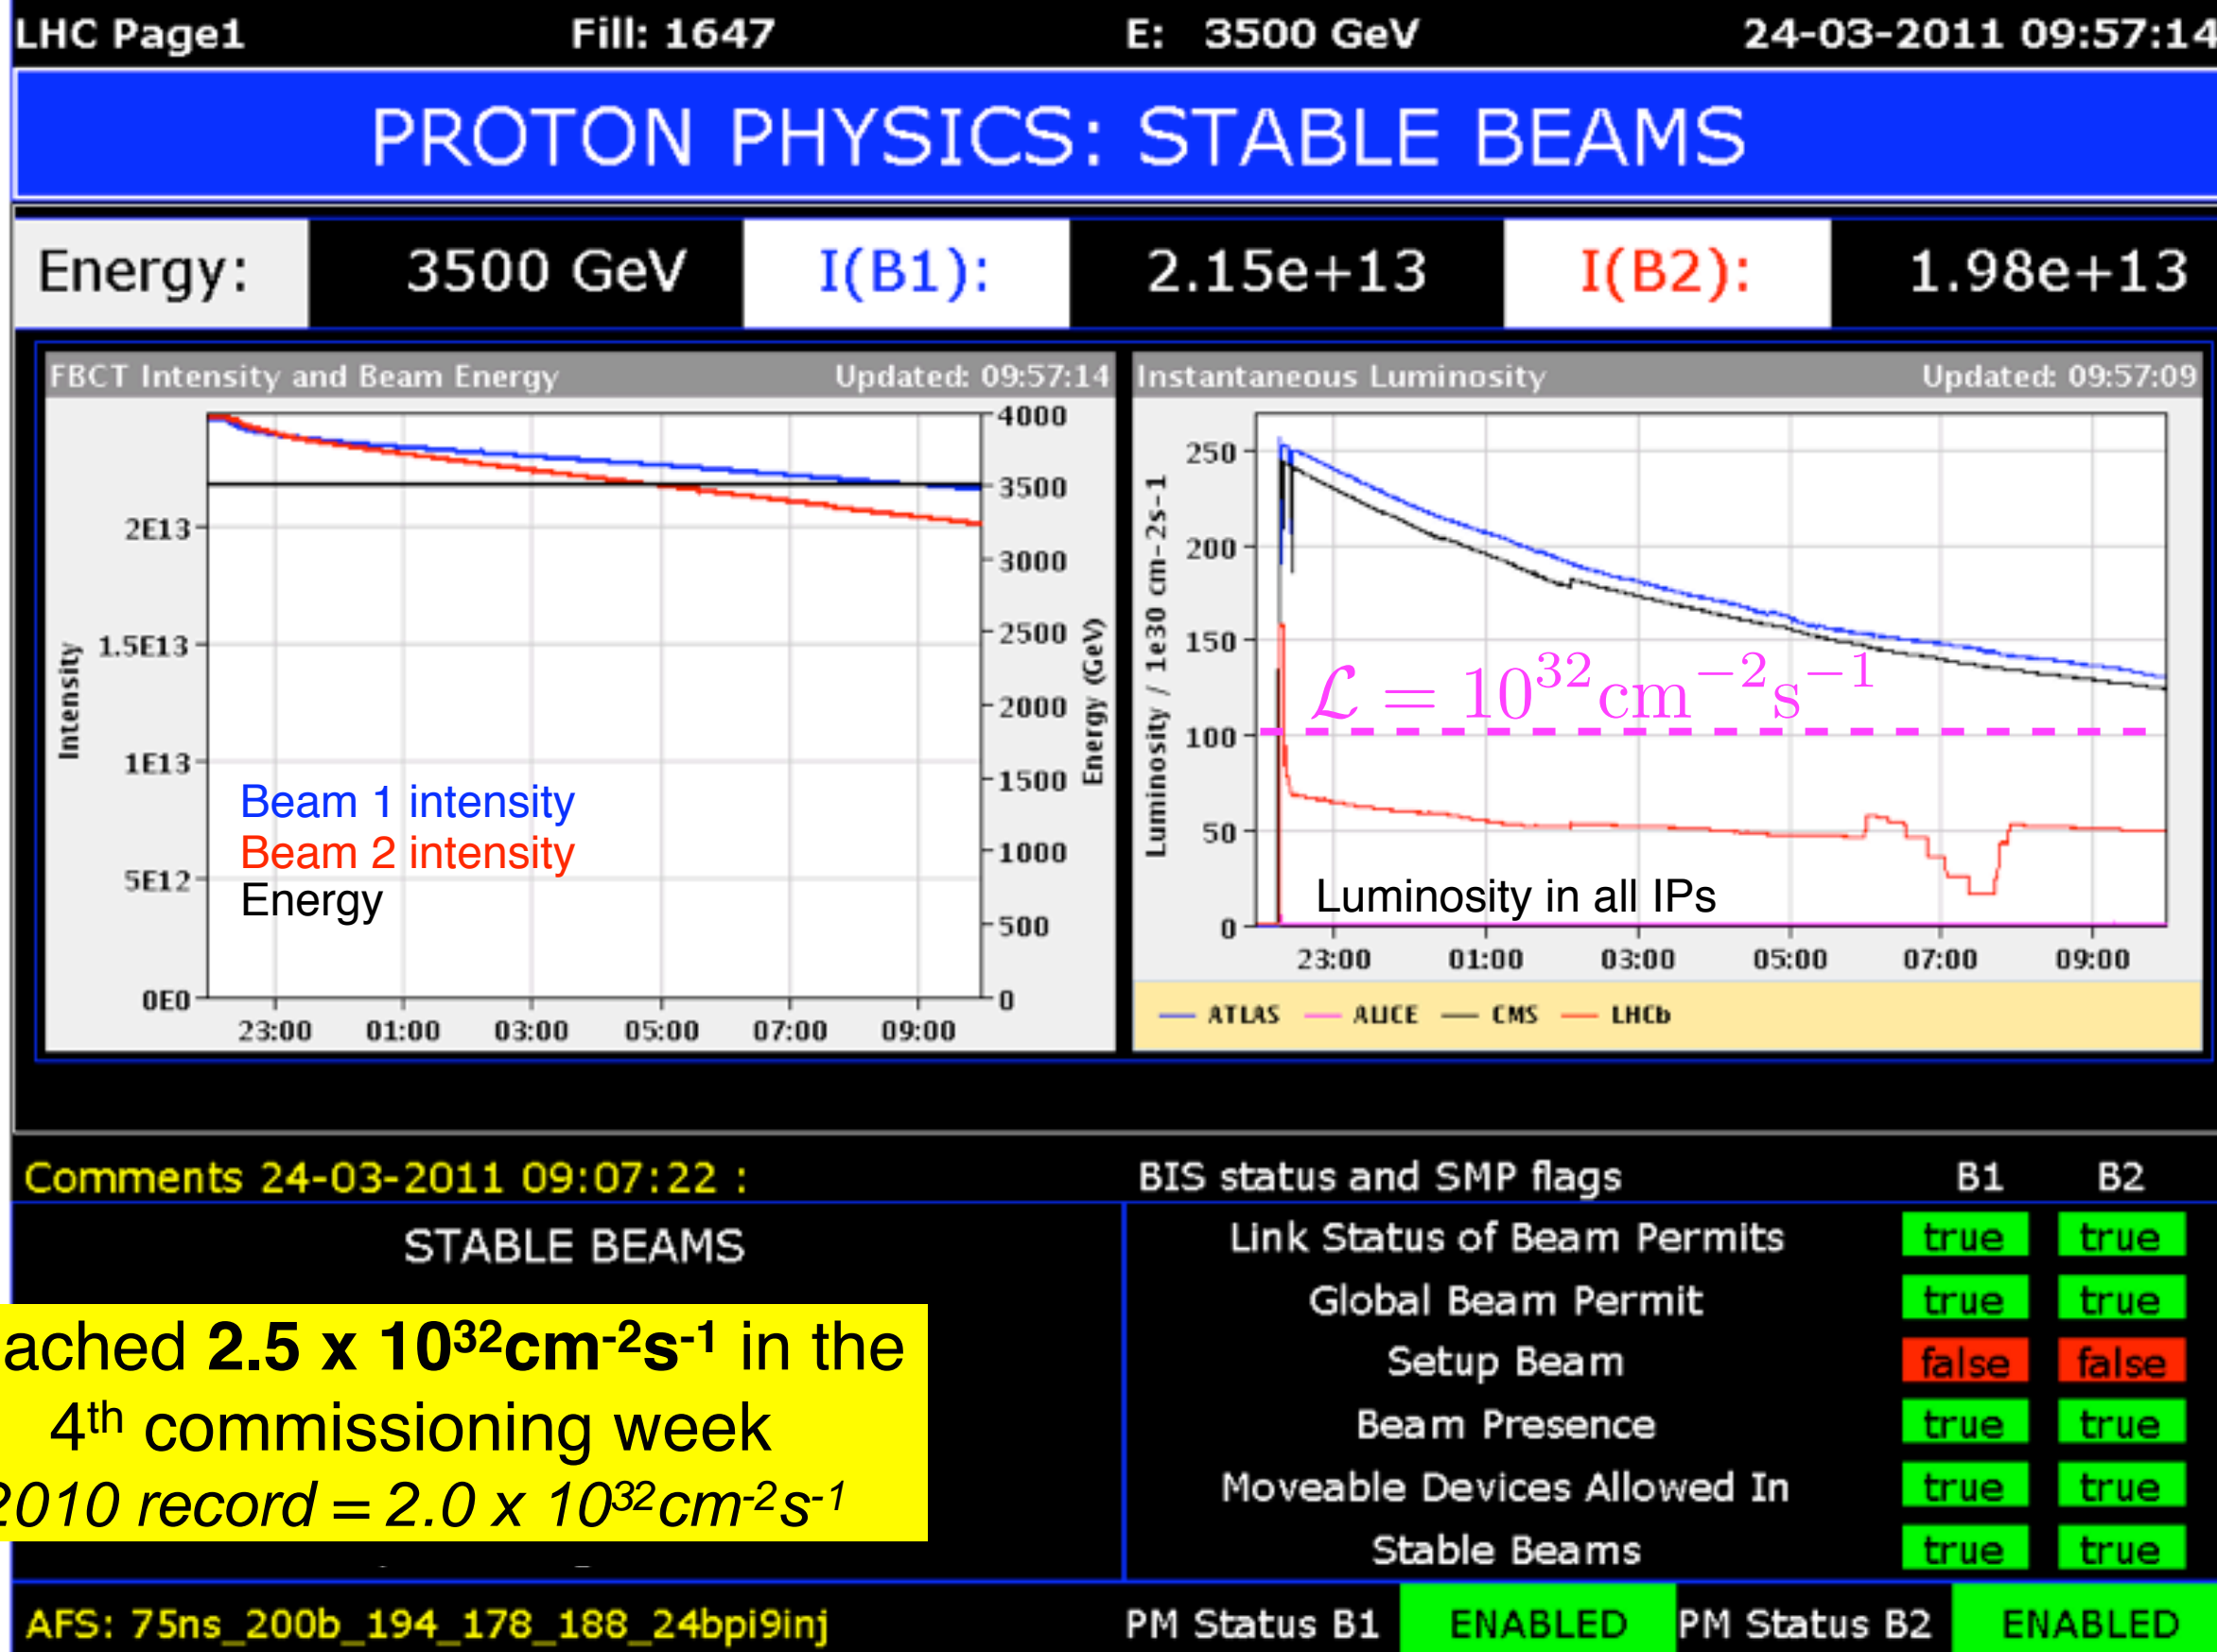 LHC Page1 Fill: 1647 E: 3500 GeV 24-03-2011 09:57:14
PROTON PHYSICS: STABLE BEAMS
Energy: 3500 GeV I(B1): 2.15e+13 I(B2): 1.98e+13
FBCT Intensity and Beam Energy Updated: 09:57:14
Intensity
2E13
1.5E13
1E13
5E12
0E0
4000
3500
3000
2500
2000
1500
1000
500
0
Energy (GeV)
Beam 1 intensity
Beam 2 intensity
Energy
23:00 01:00 03:00 05:00 07:00 09:00
Instantaneous Luminosity Updated: 09:57:09
Luminosity / 1e30 cm-2s-1
250
200
150
100
50
0
ℒ = 10³²cm⁻²s⁻¹
Luminosity in all IPs
23:00 01:00 03:00 05:00 07:00 09:00
ATLAS ALICE CMS LHCb
Comments 24-03-2011 09:07:22 :
STABLE BEAMS
ached 2.5 x 10³²cm⁻²s⁻¹ in the
4th commissioning week
2010 record = 2.0 x 10³²cm⁻²s⁻¹
BIS status and SMP flags B1 B2
Link Status of Beam Permits true true
Global Beam Permit true true
Setup Beam false false
Beam Presence true true
Moveable Devices Allowed In true true
Stable Beams true true
AFS: 75ns_200b_194_178_188_24bpi9inj PM Status B1 ENABLED PM Status B2 ENABLED